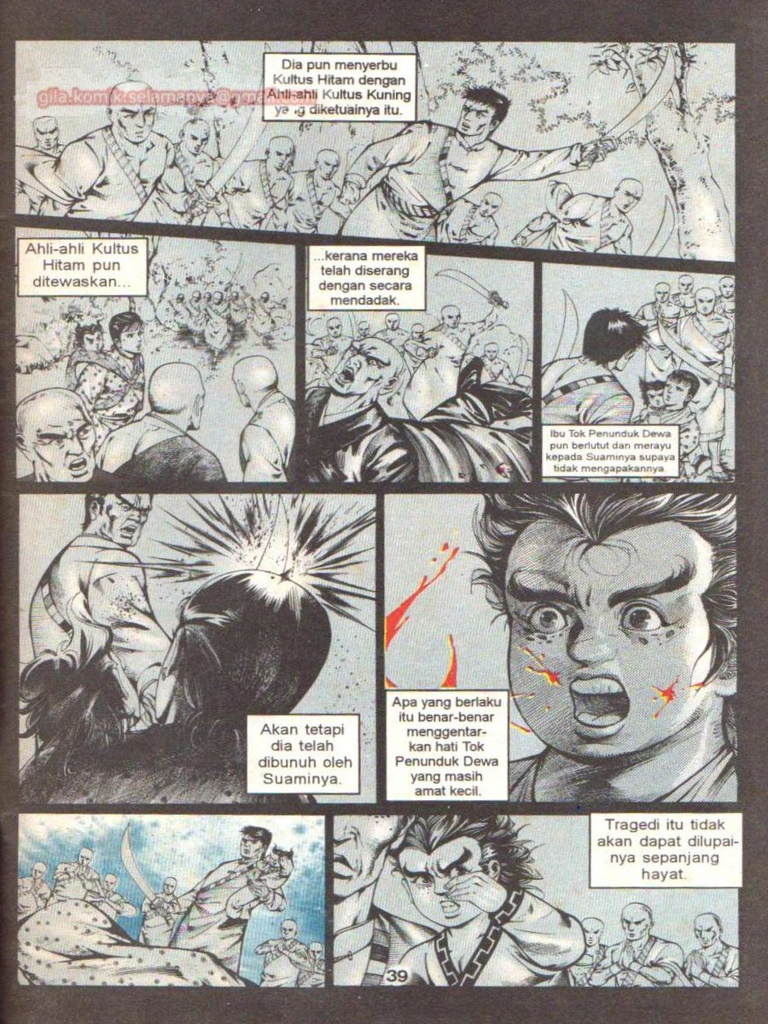 Dia pun menyerbu
Kultus Hitam dengan
Ahli-ahli Kultus Kuning
yang diketuainya itu.
Ahli-ahli Kultus
Hitam pun
ditewaskan...
...kerana mereka
telah diserang
dengan secara
mendadak.
Ibu Tok Penunduk Dewa
pun berlutut dan merayu
kepada Suaminya supaya
tidak mengapakannya.
Akan tetapi
dia telah
dibunuh oleh
Suaminya.
Apa yang berlaku
itu benar-benar
menggentar-
kan hati Tok
Penunduk Dewa
yang masih
amat kecil.
Tragedi itu tidak
akan dapat dilupai-
nya sepanjang
hayat.
39